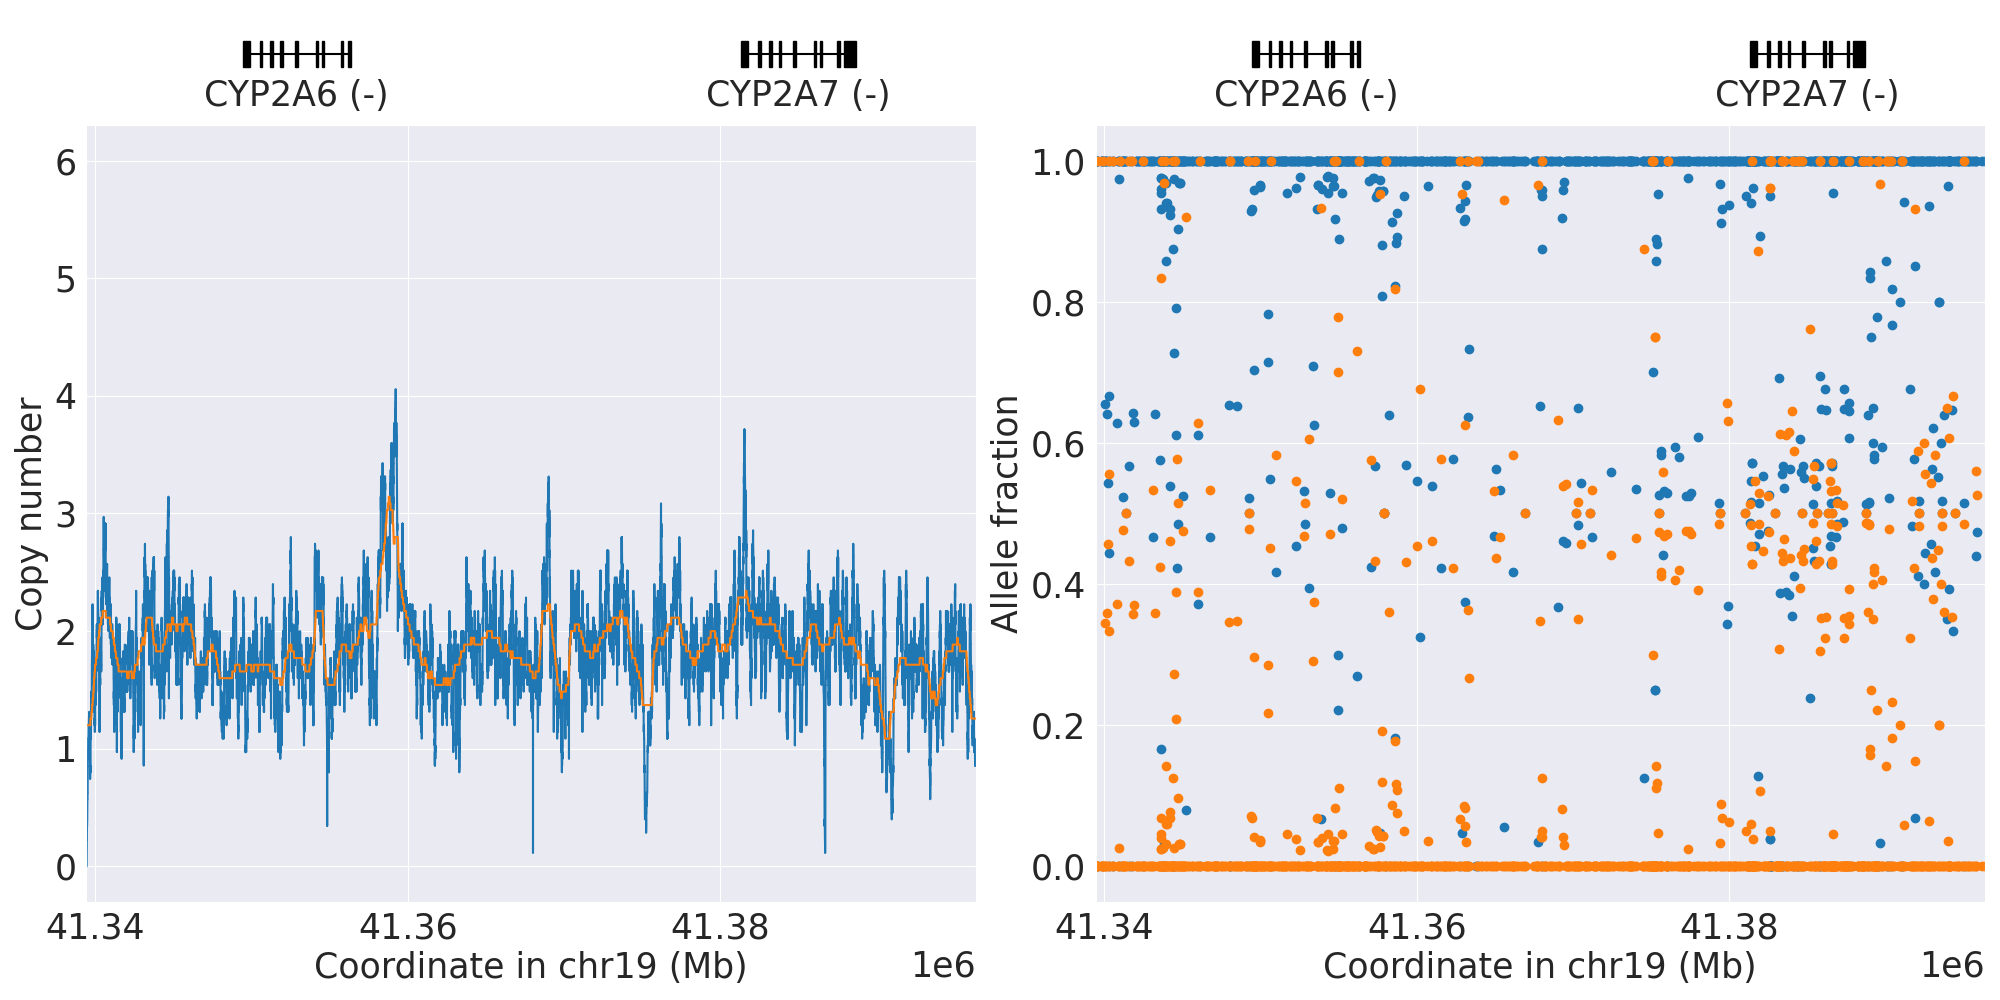 CYP2A6 (-)
CYP2A7 (-)
Copy number
6
5
4
3
2
1
0
41.34
41.36
41.38
Coordinate in chr19 (Mb)
1e6
CYP2A6 (-)
CYP2A7 (-)
Allele fraction
1.0
0.8
0.6
0.4
0.2
0.0
41.34
41.36
41.38
Coordinate in chr19 (Mb)
1e6